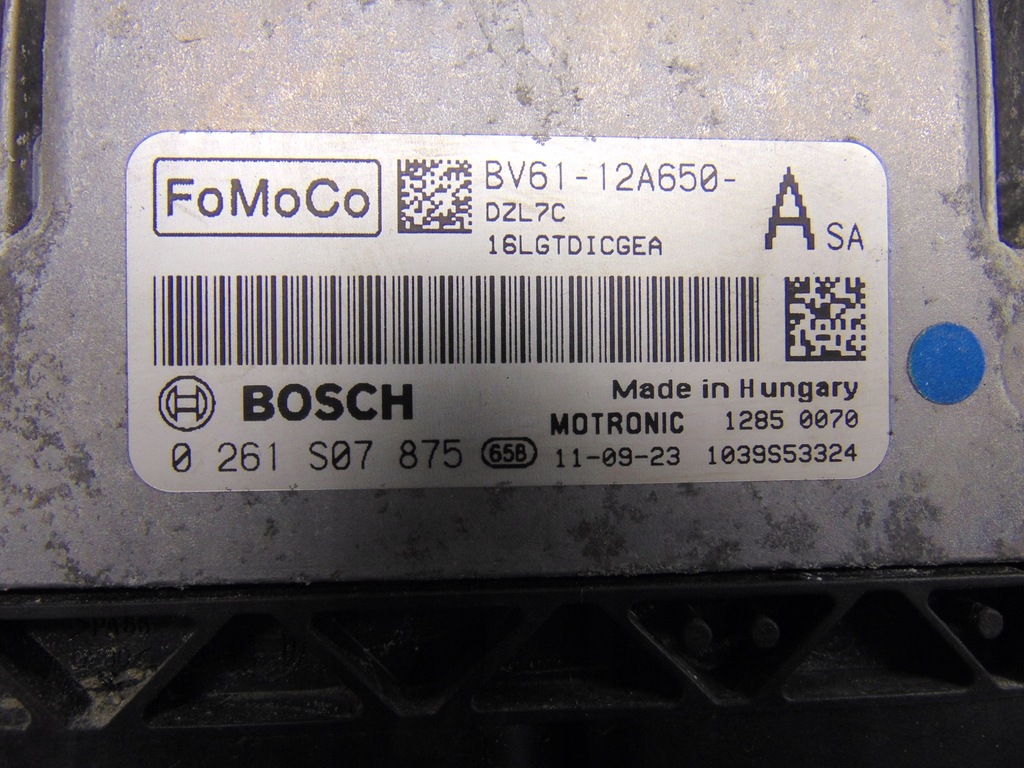 FoMoCo
BV61-12A650-
A SA
DZL7C
16LGTDICGEA
BOSCH
Made in Hungary
MOTRONIC 1285 0070
0 261 S07 875 65B 11-09-23 1039S53324
>PA66